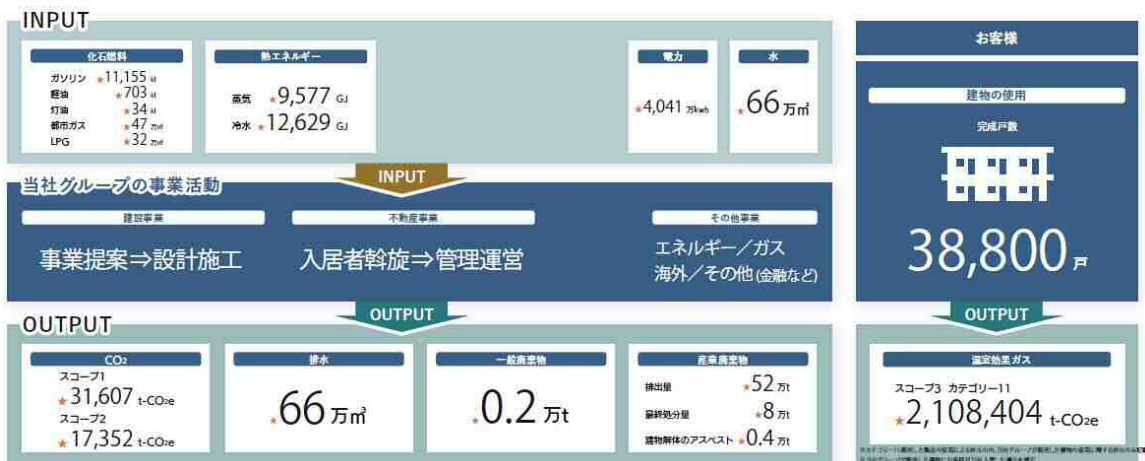 INPUT
化石燃料
ガソリン ★11,155 kl
軽油 ★703 kl
灯油 ★34 kl
都市ガス ★47 万㎥
LPG ★32 万㎥
熱エネルギー
蒸気 ★9,577 GJ
冷水 ★12,629 GJ
電力
★4,041 万kwh
水
★66 万㎥
INPUT
当社グループの事業活動
建設事業
事業提案⇒設計施工
不動産事業
入居者斡旋⇒管理運営
その他事業
エネルギー/ガス
海外/その他(金融など)
OUTPUT
OUTPUT
CO₂
スコープ1
★31,607 t-CO₂e
スコープ2
★17,352 t-CO₂e
排水
★66 万㎥
一般廃棄物
★0.2 万t
産業廃棄物
排出量 ★52 万t
最終処分量 ★8 万t
建物解体のアスベスト ★0.4 万t
お客様
建物の使用
完成戸数
38,800 戸
OUTPUT
温室効果ガス
スコープ3 カテゴリー11
★2,108,404 t-CO₂e